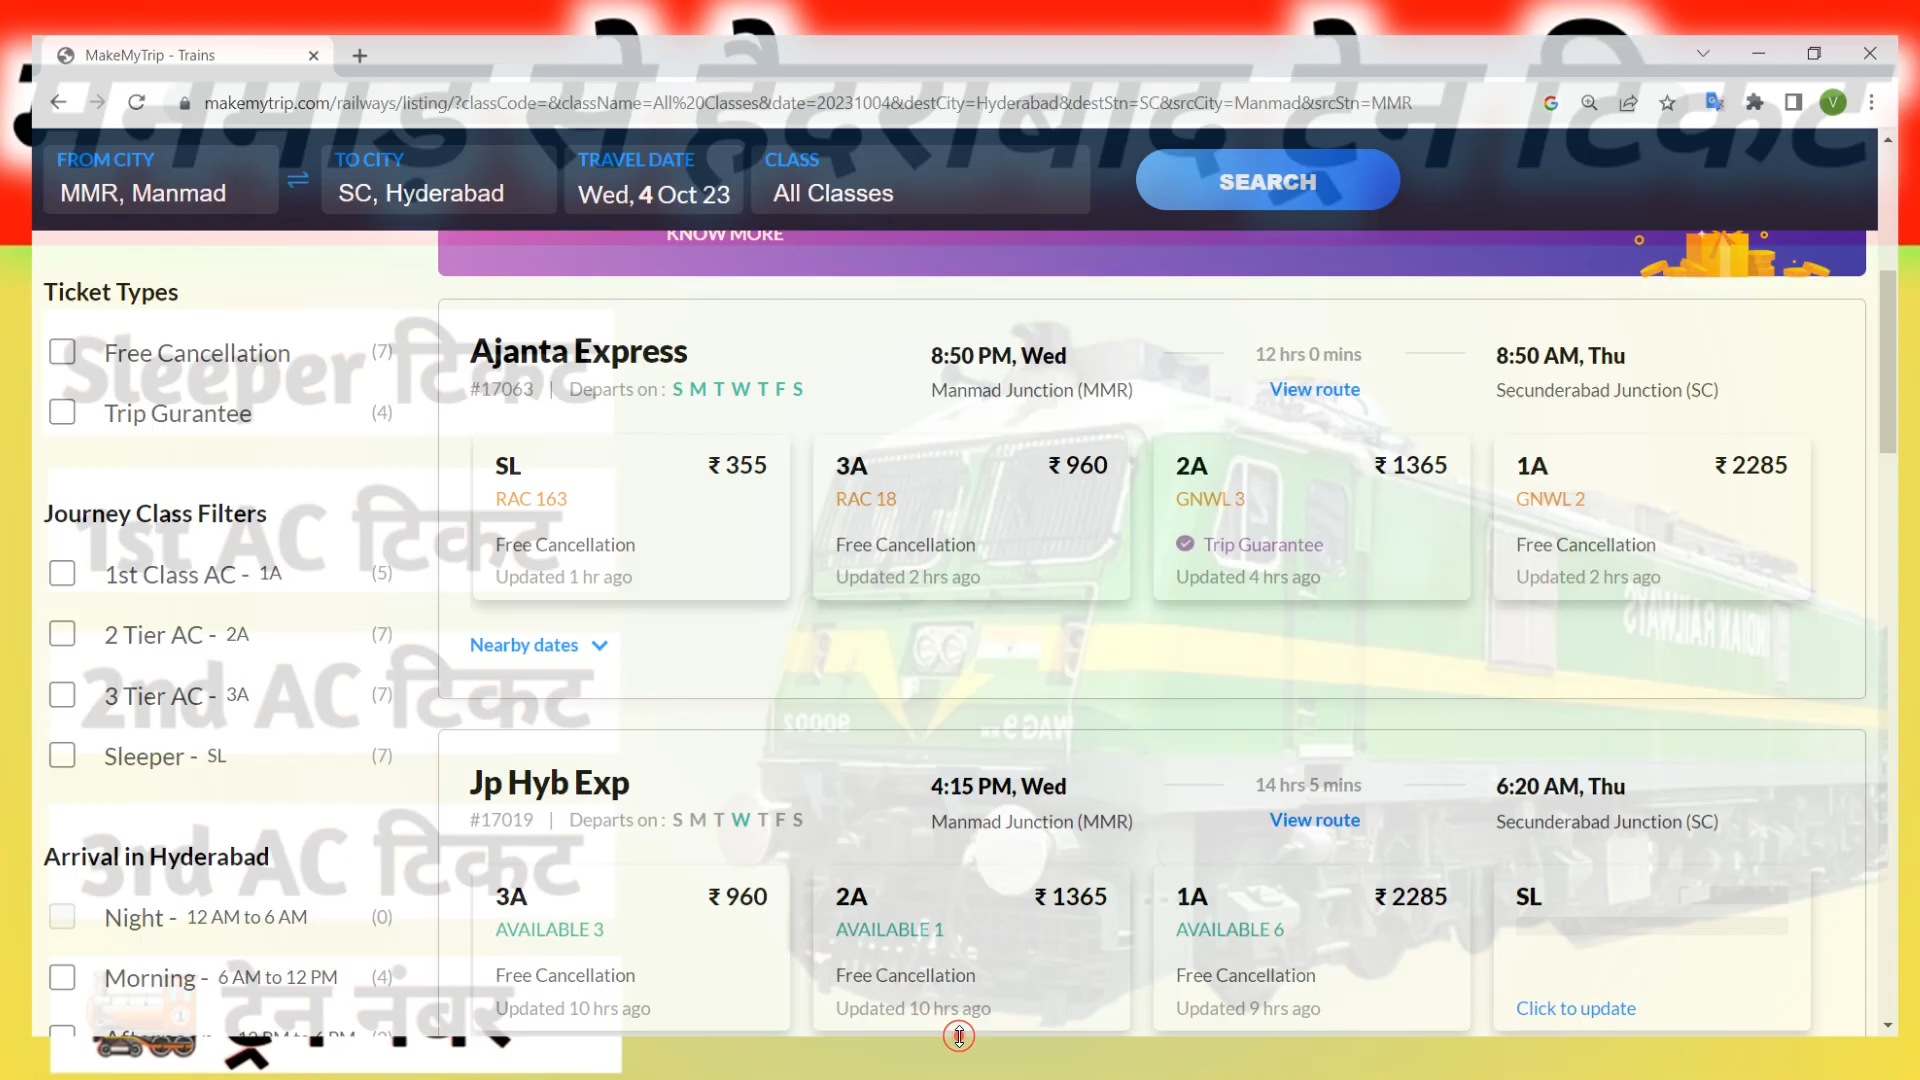 मनमाड से हैदराबाद ट्रेन टिकट
MakeMyTrip - Trains
makemytrip.com/railways/listing/?classCode=&className=All%20Classes&date=20231004&destCity=Hyderabad&destStn=SC&srcCity=Manmad&srcStn=MMR
V
FROM CITY
MMR, Manmad
TO CITY
SC, Hyderabad
TRAVEL DATE
Wed, 4 Oct 23
CLASS
All Classes
SEARCH
KNOW MORE
Ticket Types
Free Cancellation (7)
Sleeper टिकट
Trip Gurantee (4)
Journey Class Filters
1st AC टिकट
1st Class AC - 1A (5)
2 Tier AC - 2A (7)
2nd AC टिकट
3 Tier AC - 3A (7)
Sleeper - SL (7)
Arrival in Hyderabad
3rd AC टिकट
Night - 12 AM to 6 AM (0)
Morning - 6 AM to 12 PM (4)
ट्रेन नंबर
Ajanta Express
#17063 | Departs on : S M T W T F S
8:50 PM, Wed
Manmad Junction (MMR)
12 hrs 0 mins
View route
8:50 AM, Thu
Secunderabad Junction (SC)
SL ₹ 355
RAC 163
Free Cancellation
Updated 1 hr ago
3A ₹ 960
RAC 18
Free Cancellation
Updated 2 hrs ago
2A ₹ 1365
GNWL 3
Trip Guarantee
Updated 4 hrs ago
1A ₹ 2285
GNWL 2
Free Cancellation
Updated 2 hrs ago
Nearby dates
INDIAN RAILWAYS
WAG 9
Jp Hyb Exp
#17019 | Departs on : S M T W T F S
4:15 PM, Wed
Manmad Junction (MMR)
14 hrs 5 mins
View route
6:20 AM, Thu
Secunderabad Junction (SC)
3A ₹ 960
AVAILABLE 3
Free Cancellation
Updated 10 hrs ago
2A ₹ 1365
AVAILABLE 1
Free Cancellation
Updated 10 hrs ago
1A ₹ 2285
AVAILABLE 6
Free Cancellation
Updated 9 hrs ago
SL
Click to update